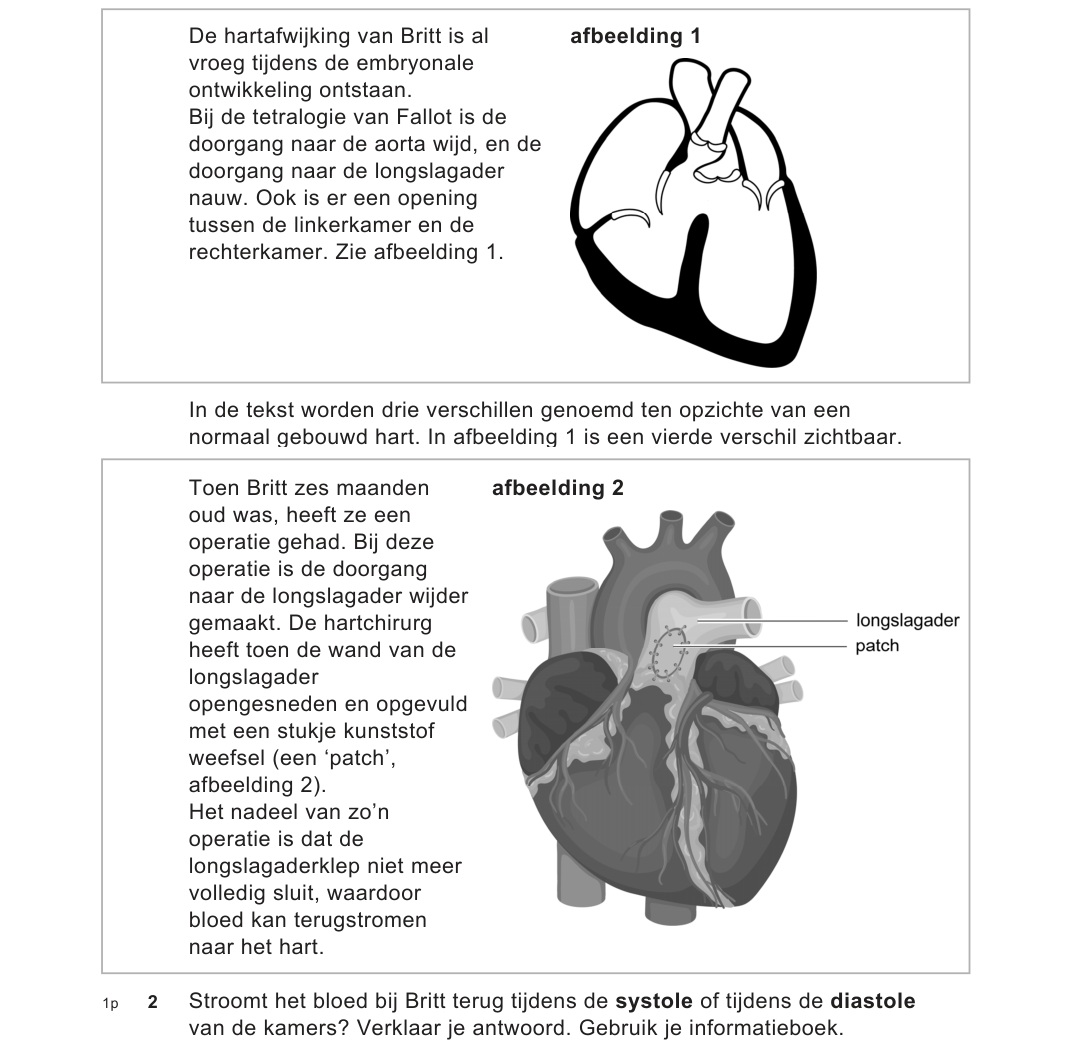 De hartafwijking van Britt is al
vroeg tijdens de embryonale
ontwikkeling ontstaan.
Bij de tetralogie van Fallot is de
doorgang naar de aorta wijd, en de
doorgang naar de longslagader
nauw. Ook is er een opening
tussen de linkerkamer en de
rechterkamer. Zie afbeelding 1.
afbeelding 1
In de tekst worden drie verschillen genoemd ten opzichte van een
normaal gebouwd hart. In afbeelding 1 is een vierde verschil zichtbaar.
Toen Britt zes maanden
oud was, heeft ze een
operatie gehad. Bij deze
operatie is de doorgang
naar de longslagader wijder
gemaakt. De hartchirurg
heeft toen de wand van de
longslagader
opengesneden en opgevuld
met een stukje kunststof
weefsel (een ‘patch’,
afbeelding 2).
Het nadeel van zo’n
operatie is dat de
longslagaderklep niet meer
volledig sluit, waardoor
bloed kan terugstromen
naar het hart.
afbeelding 2
longslagader
patch
1p 2 Stroomt het bloed bij Britt terug tijdens de systole of tijdens de diastole
van de kamers? Verklaar je antwoord. Gebruik je informatieboek.